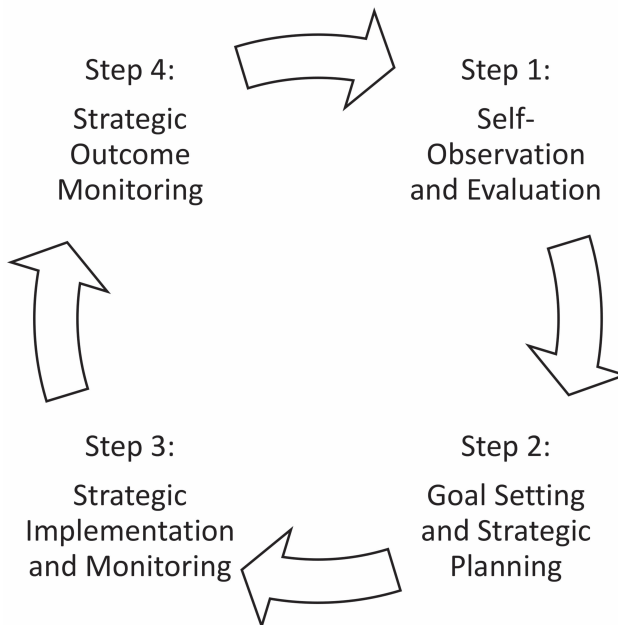 Step 1:
Self-
Observation
and Evaluation
Step 2:
Goal Setting
and Strategic
Planning
Step 3:
Strategic
Implementation
and Monitoring
Step 4:
Strategic
Outcome
Monitoring